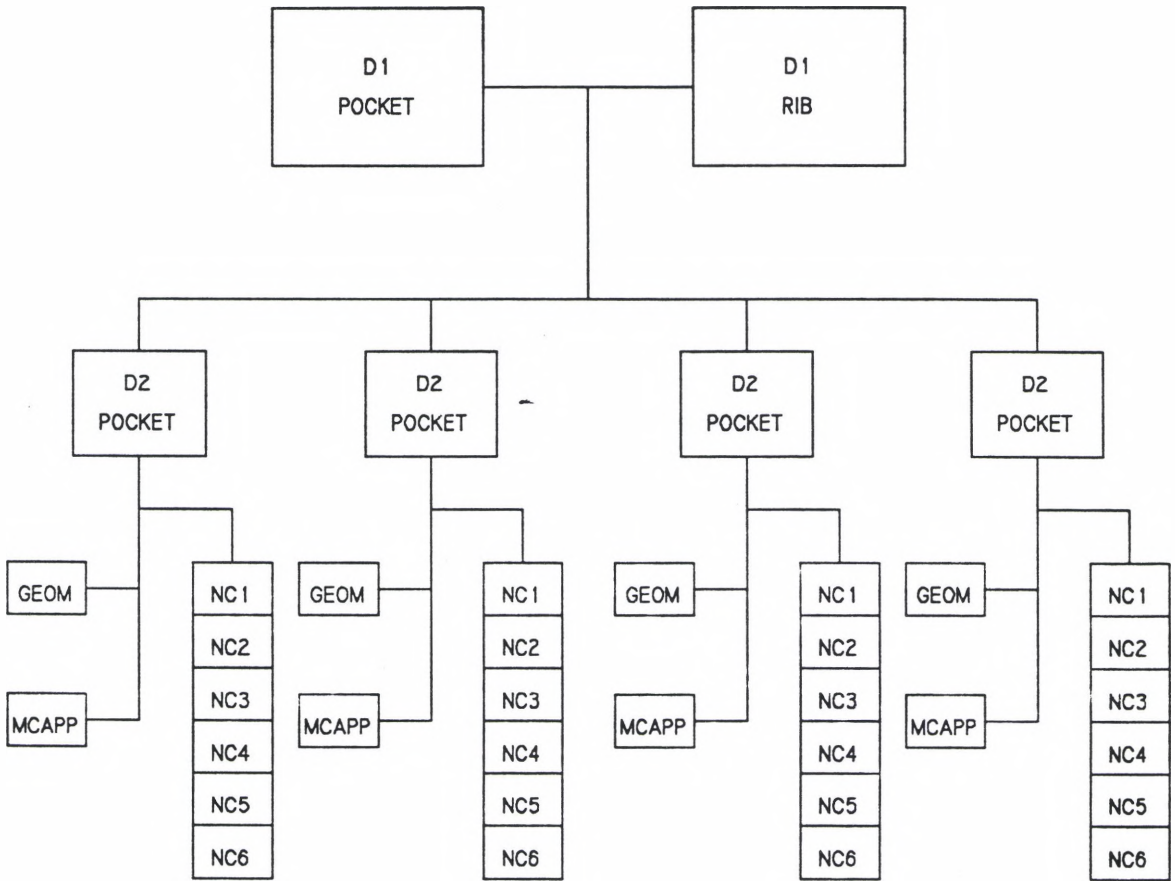 D1
POCKET
D1
RIB
D2
POCKET
D2
POCKET
D2
POCKET
D2
POCKET
GEOM
MCAPP
NC1
NC2
NC3
NC4
NC5
NC6
GEOM
MCAPP
NC1
NC2
NC3
NC4
NC5
NC6
GEOM
MCAPP
NC1
NC2
NC3
NC4
NC5
NC6
GEOM
MCAPP
NC1
NC2
NC3
NC4
NC5
NC6